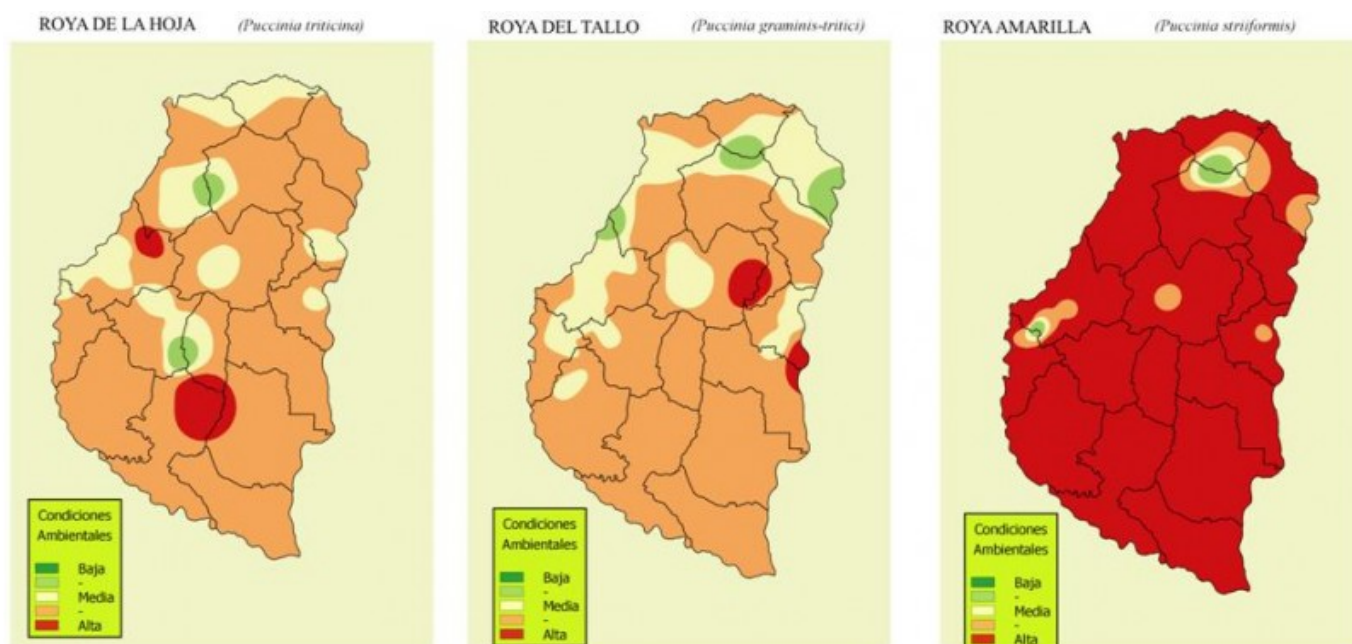 ROYA DE LA HOJA (Puccinia triticina)
Condiciones
Ambientales
Baja
-
Media
-
Alta
ROYA DEL TALLO (Puccinia graminis-tritici)
Condiciones
Ambientales
Baja
-
Media
-
Alta
ROYA AMARILLA (Puccinia striiformis)
Condiciones
Ambientales
Baja
-
Media
-
Alta